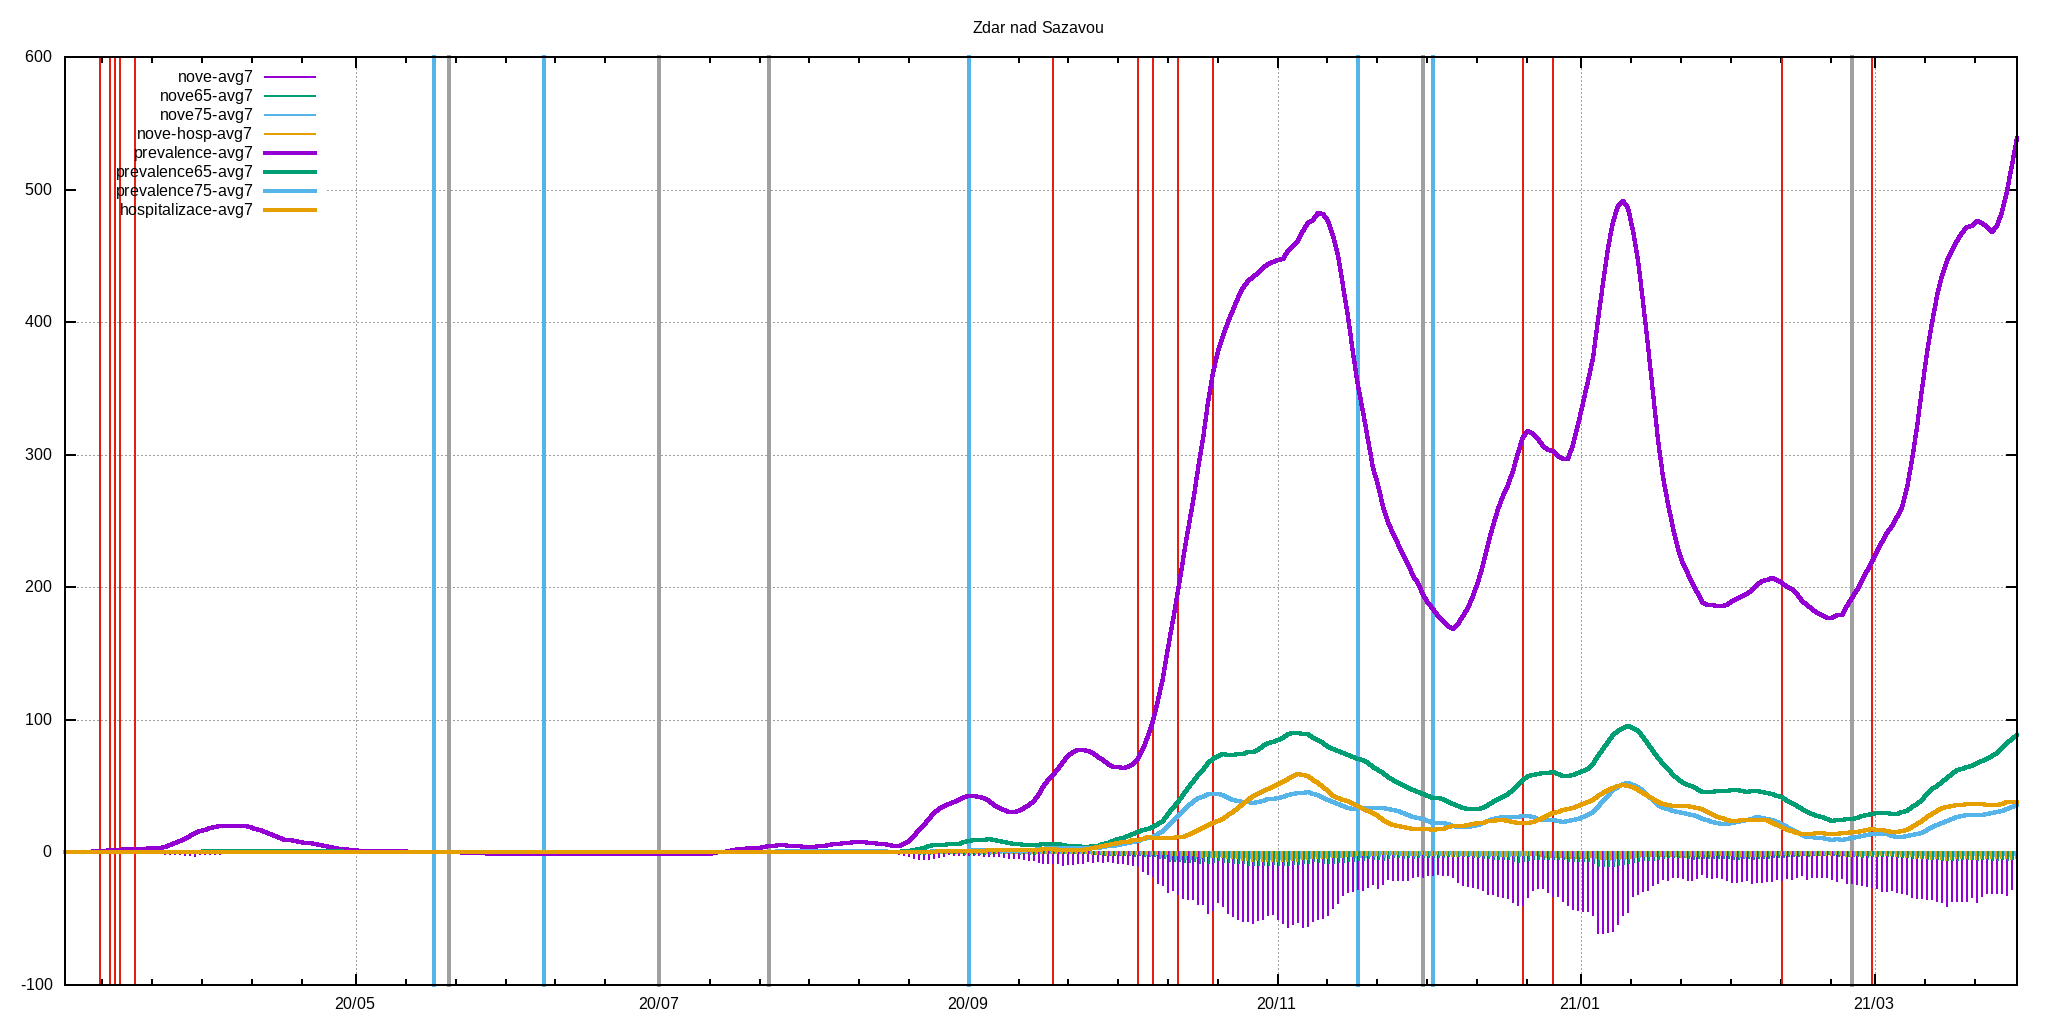 Zdar nad Sazavou
600
500
400
300
200
100
0
-100
nove-avg7
nove65-avg7
nove75-avg7
nove-hosp-avg7
prevalence-avg7
prevalence65-avg7
prevalence75-avg7
hospitalizace-avg7
20/05 20/07 20/09 20/11 21/01 21/03